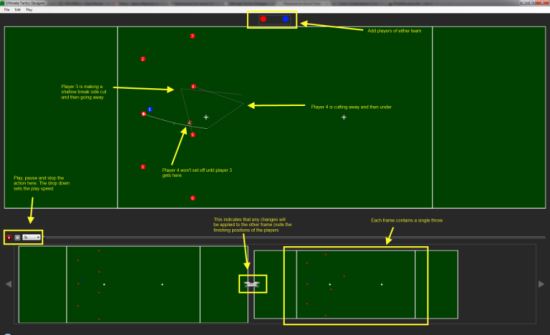 Ultimate Tactics Designer
File Edit Play
Add players of either team
Player 3 is making a
shallow break side cut
and then going away
Player 4 is cutting away and then under
Player 4 won't set off until player 3
gets here
Play, pause and stop the
action here. The drop down
sets the play speed
This indicates that any changes will
be applied to the other frame (note the
finishing positions of the players
Each frame contains a single throw